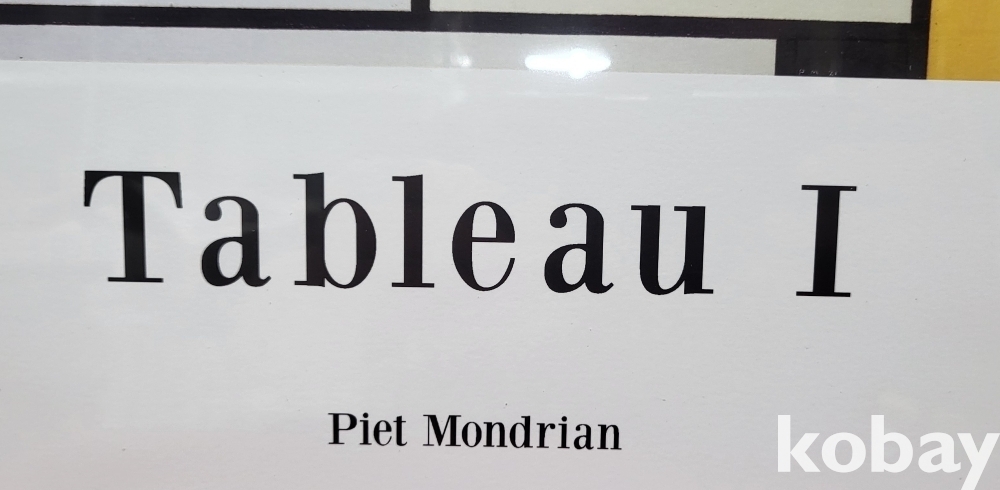 Tableau I
Piet Mondrian
kobay